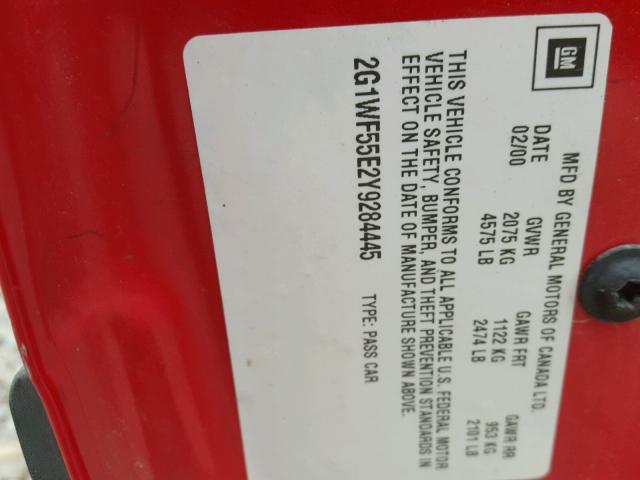 GM
MFD BY GENERAL MOTORS OF CANADA LTD.
DATE GVWR GAWR FRT GAWR RR
02/00 2075 KG 1122 KG 953 KG
4575 LB 2474 LB 2101 LB
THIS VEHICLE CONFORMS TO ALL APPLICABLE U.S. FEDERAL MOTOR
VEHICLE SAFETY, BUMPER, AND THEFT PREVENTION STANDARDS IN
EFFECT ON THE DATE OF MANUFACTURE SHOWN ABOVE.
2G1WF55E2Y9284445 TYPE: PASS CAR